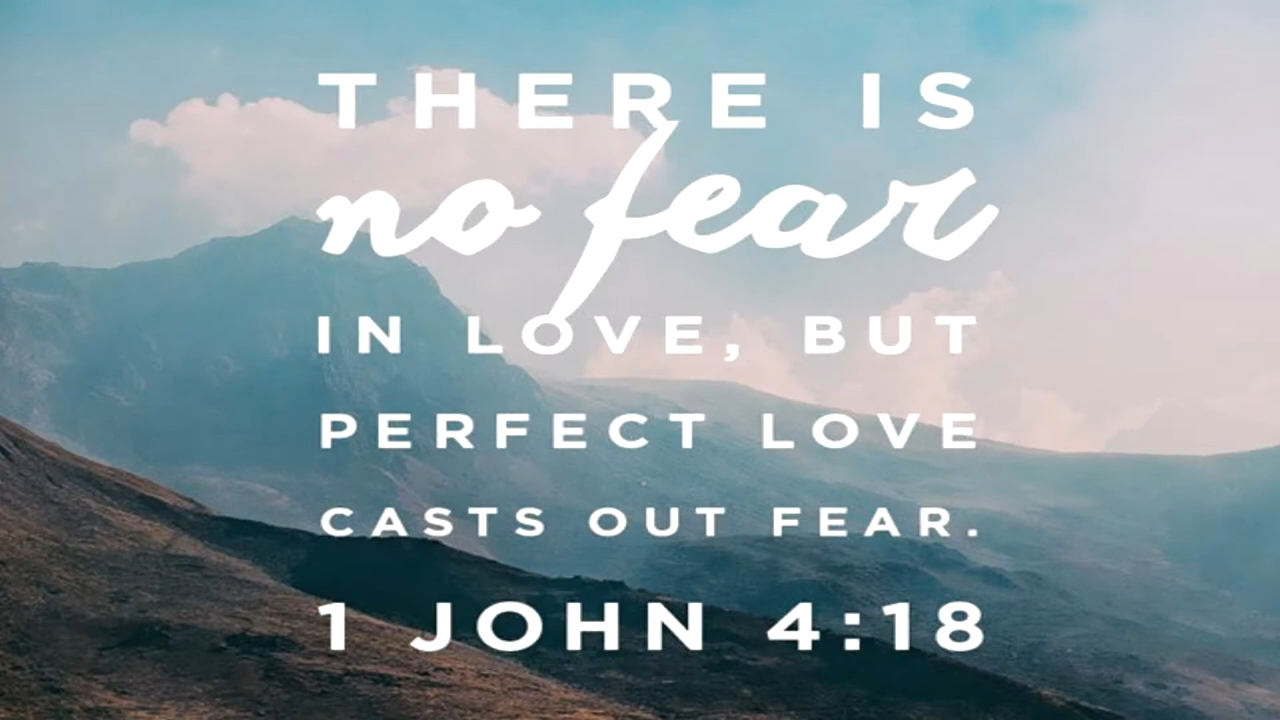 THERE IS
no fear
IN LOVE, BUT
PERFECT LOVE
CASTS OUT FEAR.
1 JOHN 4:18